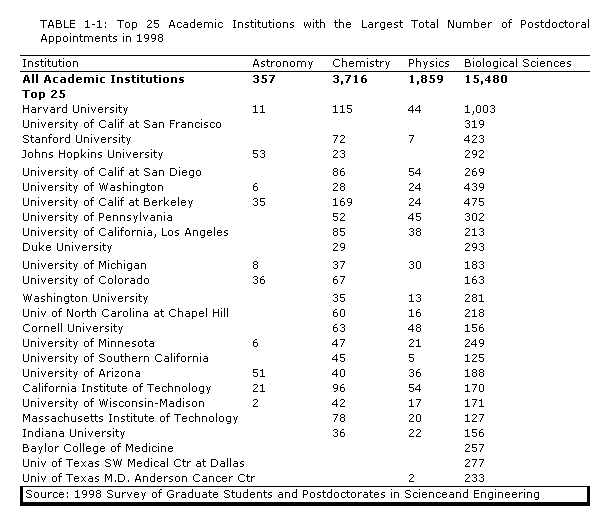 TABLE 1-1: Top 25 Academic Institutions with the Largest Total Number of Postdoctoral
Appointments in 1998
Institution Astronomy Chemistry Physics Biological Sciences
All Academic Institutions 357 3,716 1,859 15,480
Top 25
Harvard University 11 115 44 1,003
University of Calif at San Francisco 319
Stanford University 72 7 423
Johns Hopkins University 53 23 292
University of Calif at San Diego 86 54 269
University of Washington 6 28 24 439
University of Calif at Berkeley 35 169 24 475
University of Pennsylvania 52 45 302
University of California, Los Angeles 85 38 213
Duke University 29 293
University of Michigan 8 37 30 183
University of Colorado 36 67 163
Washington University 35 13 281
Univ of North Carolina at Chapel Hill 60 16 218
Cornell University 63 48 156
University of Minnesota 6 47 21 249
University of Southern California 45 5 125
University of Arizona 51 40 36 188
California Institute of Technology 21 96 54 170
University of Wisconsin-Madison 2 42 17 171
Massachusetts Institute of Technology 78 20 127
Indiana University 36 22 156
Baylor College of Medicine 257
Univ of Texas SW Medical Ctr at Dallas 277
Univ of Texas M.D. Anderson Cancer Ctr 2 233
Source: 1998 Survey of Graduate Students and Postdoctorates in Scienceand Engineering